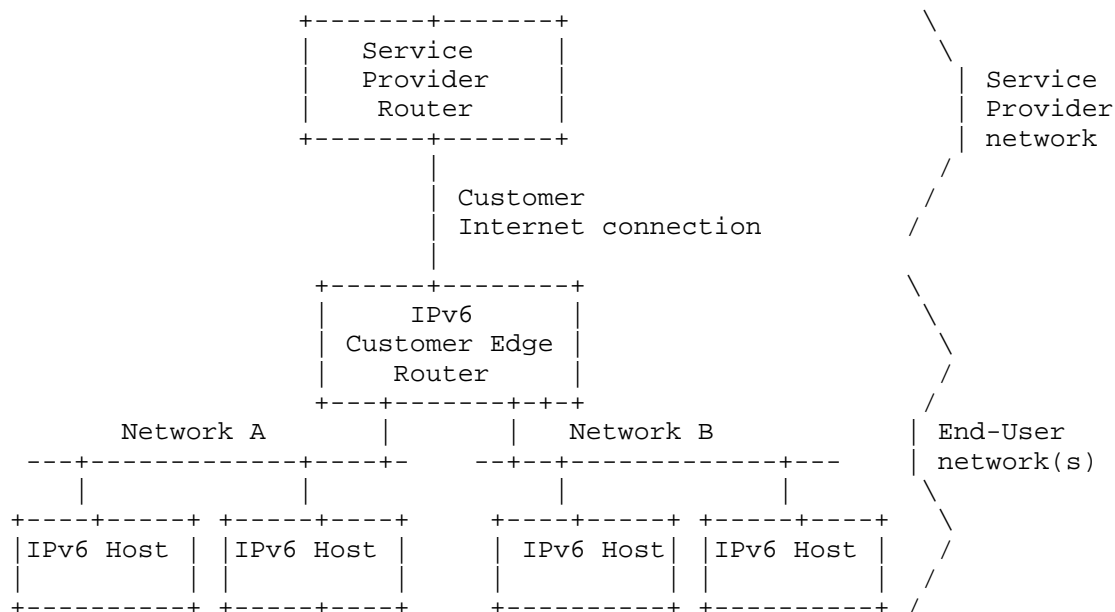 Service
Provider
Router
Service
Provider
network
Customer
Internet connection
IPv6
Customer Edge
Router
Network A
Network B
End-User
network(s)
IPv6 Host
IPv6 Host
IPv6 Host
IPv6 Host